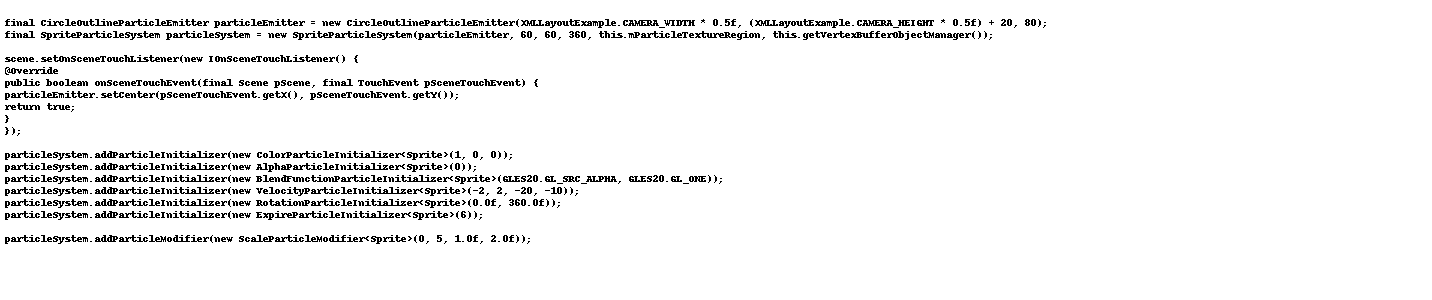 final CircleOutlineParticleEmitter particleEmitter = new CircleOutlineParticleEmitter(XMLLayoutExample.CAMERA_WIDTH * 0.5f, (XMLLayoutExample.CAMERA_HEIGHT * 0.5f) + 20, 80);
final SpriteParticleSystem particleSystem = new SpriteParticleSystem(particleEmitter, 60, 60, 360, this.mParticleTextureRegion, this.getVertexBufferObjectManager());
scene.setOnSceneTouchListener(new IOnSceneTouchListener() {
@Override
public boolean onSceneTouchEvent(final Scene pScene, final TouchEvent pSceneTouchEvent) {
particleEmitter.setCenter(pSceneTouchEvent.getX(), pSceneTouchEvent.getY());
return true;
}
});
particleSystem.addParticleInitializer(new ColorParticleInitializer<Sprite>(1, 0, 0));
particleSystem.addParticleInitializer(new AlphaParticleInitializer<Sprite>(0));
particleSystem.addParticleInitializer(new BlendFunctionParticleInitializer<Sprite>(GLES20.GL_SRC_ALPHA, GLES20.GL_ONE));
particleSystem.addParticleInitializer(new VelocityParticleInitializer<Sprite>(-2, 2, -20, -10));
particleSystem.addParticleInitializer(new RotationParticleInitializer<Sprite>(0.0f, 360.0f));
particleSystem.addParticleInitializer(new ExpireParticleInitializer<Sprite>(6));
particleSystem.addParticleModifier(new ScaleParticleModifier<Sprite>(0, 5, 1.0f, 2.0f));